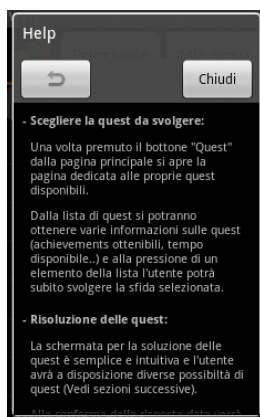 Help
Chiudi
- Scegliere la quest da svolgere:
Una volta premuto il bottone "Quest"
dalla pagina principale si apre la
pagina dedicata alle proprie quest
disponibili.
Dalla lista di quest si potranno
ottenere varie informazioni sulle quest
(achievements ottenibili, tempo
disponibile..) e alla pressione di un
elemento della lista l'utente potrà
subito svolgere la sfida selezionata.
- Risoluzione delle quest:
La schermata per la soluzione delle
quest è semplice e intuitiva e l'utente
avrà a disposizione diverse possibiltà di
quest (Vedi sezioni successive).